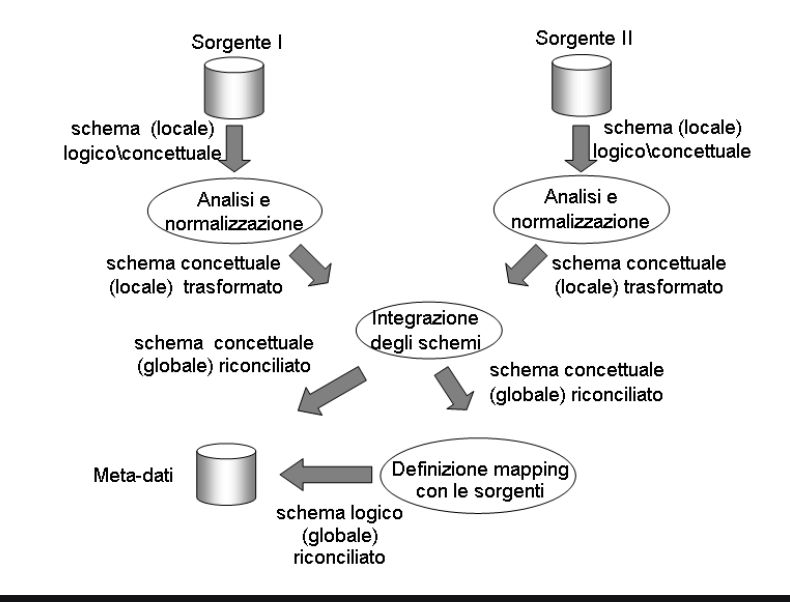 Sorgente I
Sorgente II
schema (locale)
logico\concettuale
schema (locale)
logico\concettuale
Analisi e
normalizzazione
Analisi e
normalizzazione
schema concettuale
(locale) trasformato
schema concettuale
(locale) trasformato
Integrazione
degli schemi
schema concettuale
(globale) riconciliato
schema concettuale
(globale) riconciliato
Meta-dati
Definizione mapping
con le sorgenti
schema logico
(globale)
riconciliato